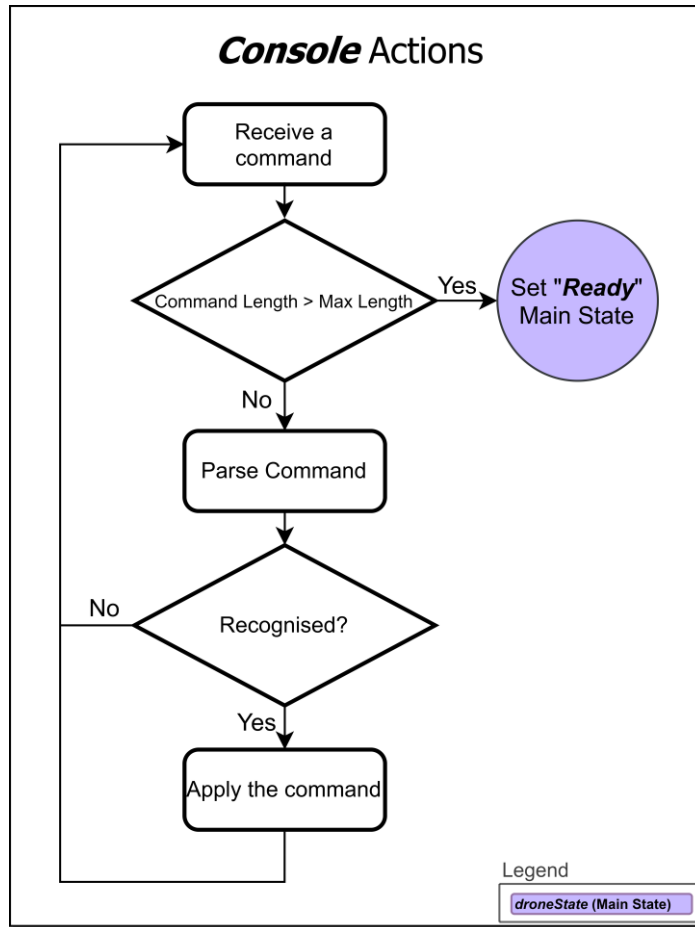 Console Actions
Receive a
command
Command Length > Max Length
Yes
Set "Ready"
Main State
No
Parse Command
No
Recognised?
Yes
Apply the command
Legend
droneState (Main State)